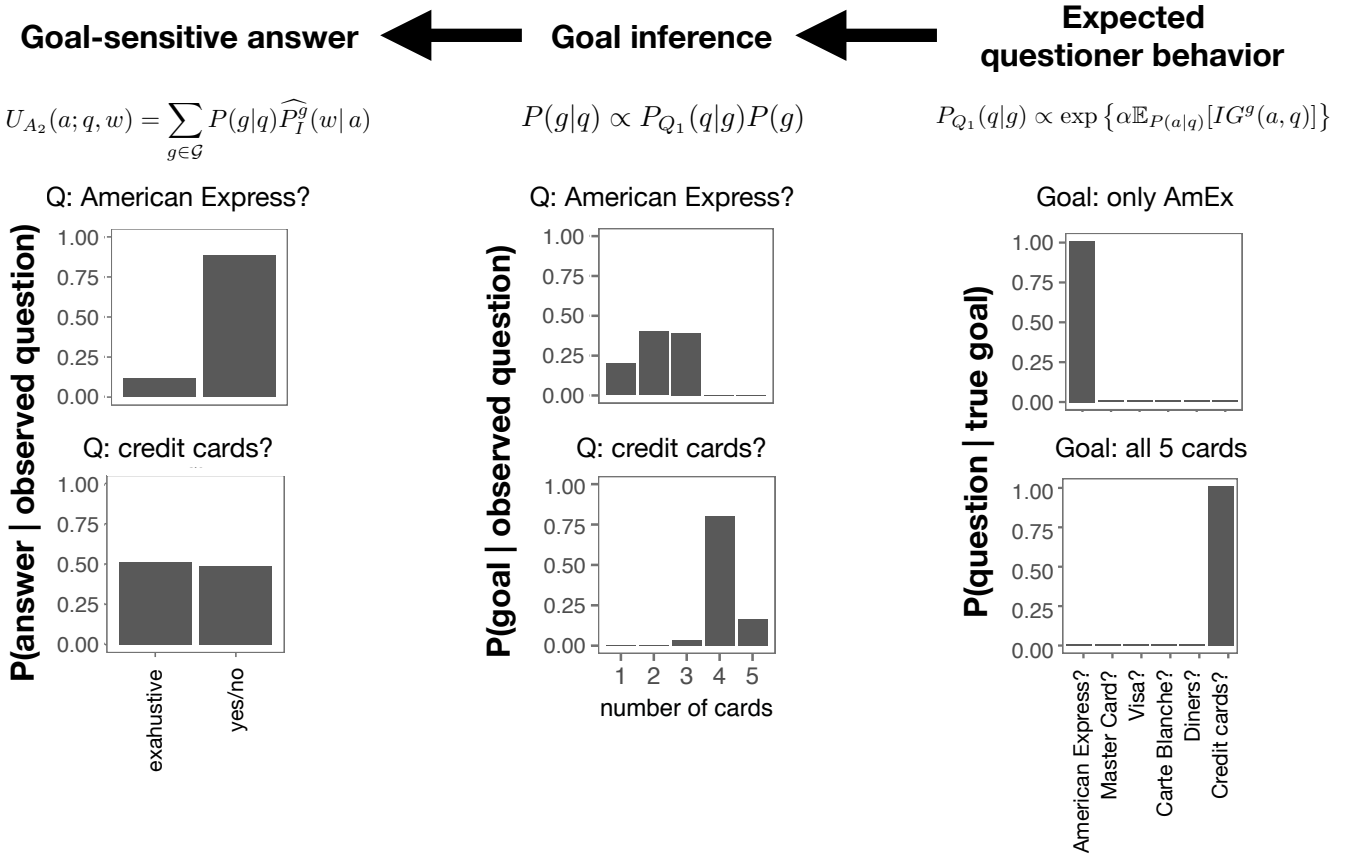 Goal-sensitive answer
Goal inference
Expected
questioner behavior
U_{A_2}(a; q, w) = \sum_{g \in \mathcal{G}} P(g|q) \widehat{P_I^g}(w| a)
P(g|q) \propto P_{Q_1}(q|g)P(g)
P_{Q_1}(q|g) \propto \exp \{ \alpha \mathbb{E}_{P(a|q)} [IG^g(a, q)] \}
P(answer | observed question)
Q: American Express?
1.00
0.75
0.50
0.25
0.00
Q: credit cards?
1.00
0.75
0.50
0.25
0.00
exahustive
yes/no
P(goal | observed question)
Q: American Express?
1.00
0.75
0.50
0.25
0.00
Q: credit cards?
1.00
0.75
0.50
0.25
0.00
1 2 3 4 5
number of cards
P(question | true goal)
Goal: only AmEx
1.00
0.75
0.50
0.25
0.00
Goal: all 5 cards
1.00
0.75
0.50
0.25
0.00
American Express?
Master Card?
Visa?
Carte Blanche?
Diners?
Credit cards?